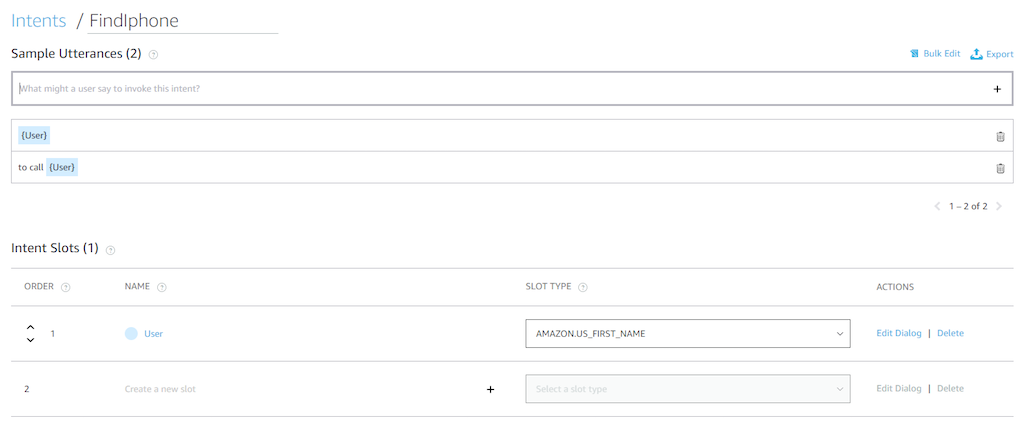 Intents / FindIphone
Sample Utterances (2) ?
Bulk Edit Export
What might a user say to invoke this intent? +
{User}
to call {User}
< 1 – 2 of 2 >
Intent Slots (1) ?
ORDER ? NAME ? SLOT TYPE ? ACTIONS
1 User AMAZON.US_FIRST_NAME Edit Dialog | Delete
2 Create a new slot + Select a slot type Edit Dialog | Delete